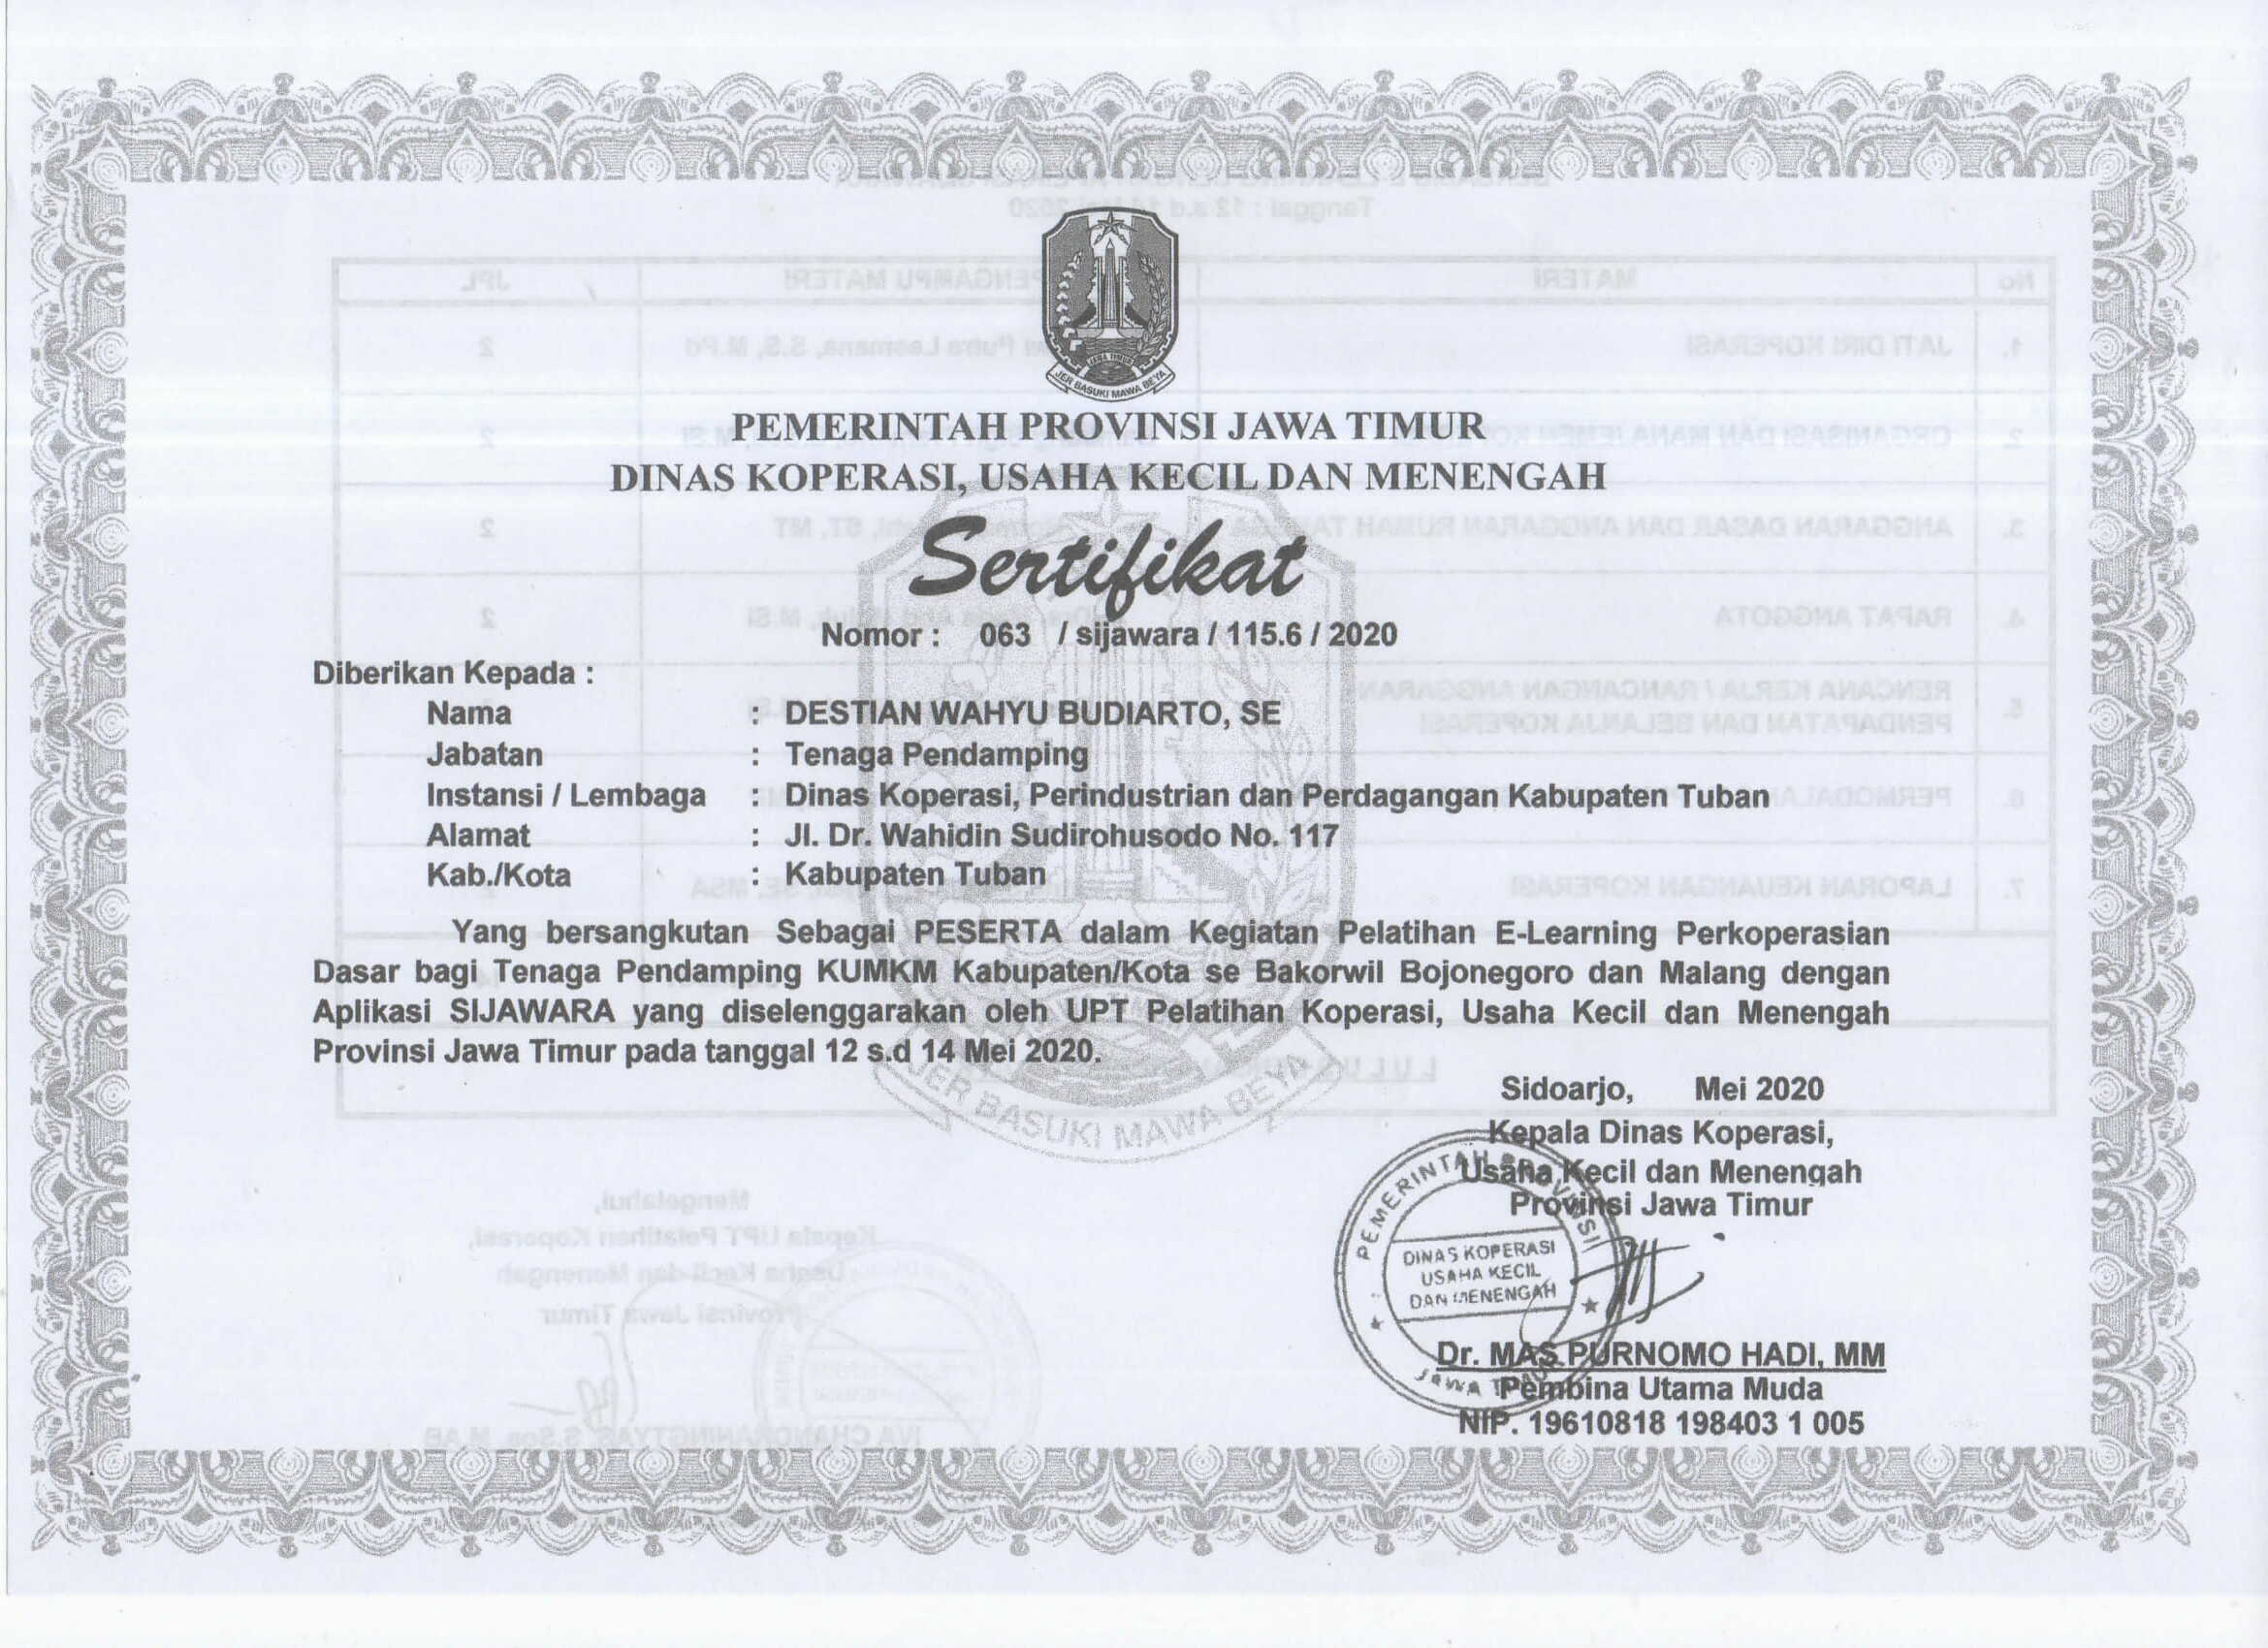 JAWA TIMUR
JER BASUKI MAWA BEYA
PEMERINTAH PROVINSI JAWA TIMUR
DINAS KOPERASI, USAHA KECIL DAN MENENGAH
Sertifikat
Nomor : 063 / sijawara / 115.6 / 2020
Diberikan Kepada :
Nama : DESTIAN WAHYU BUDIARTO, SE
Jabatan : Tenaga Pendamping
Instansi / Lembaga : Dinas Koperasi, Perindustrian dan Perdagangan Kabupaten Tuban
Alamat : Jl. Dr. Wahidin Sudirohusodo No. 117
Kab./Kota : Kabupaten Tuban
Yang bersangkutan Sebagai PESERTA dalam Kegiatan Pelatihan E-Learning Perkoperasian
Dasar bagi Tenaga Pendamping KUMKM Kabupaten/Kota se Bakorwil Bojonegoro dan Malang dengan
Aplikasi SIJAWARA yang diselenggarakan oleh UPT Pelatihan Koperasi, Usaha Kecil dan Menengah
Provinsi Jawa Timur pada tanggal 12 s.d 14 Mei 2020.
JER BASUKI MAWA BEYA
Sidoarjo, Mei 2020
Kepala Dinas Koperasi,
Usaha Kecil dan Menengah
Provinsi Jawa Timur
PEMERINTAH PROVINSI
DINAS KOPERASI
USAHA KECIL
DAN MENENGAH
JAWA TIMUR
Dr. MAS PURNOMO HADI, MM
Pembina Utama Muda
NIP. 19610818 198403 1 005